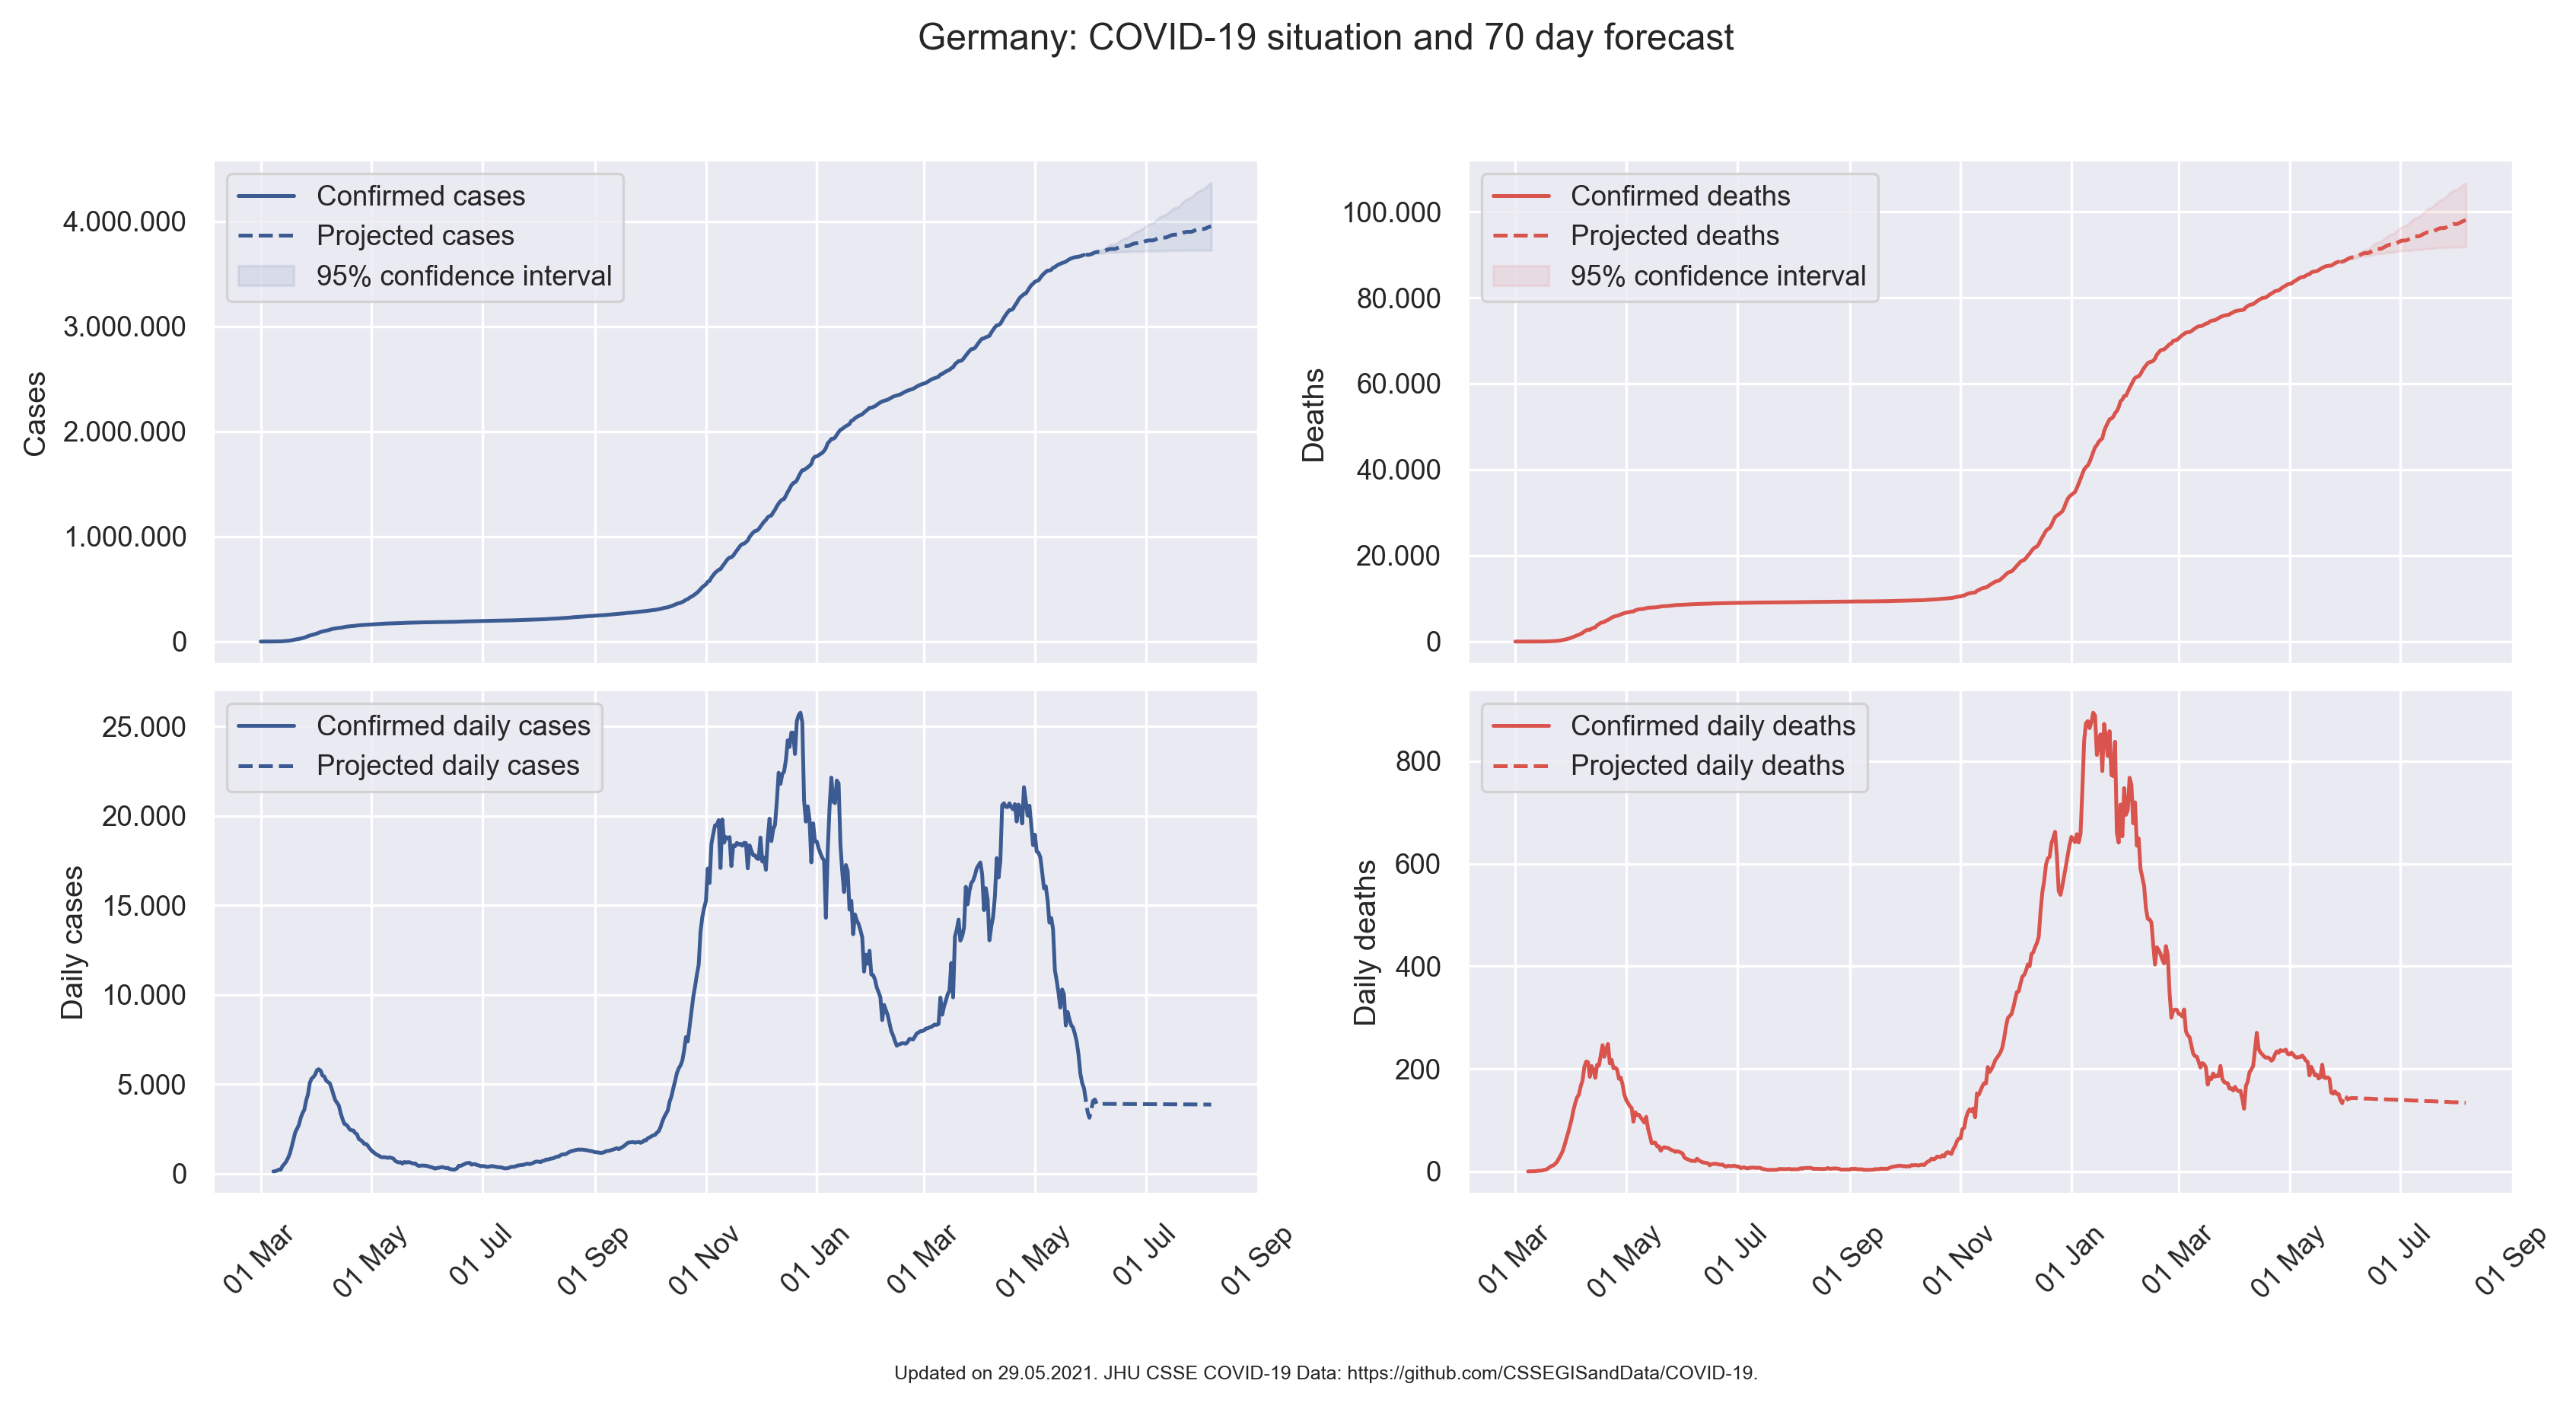 Germany: COVID-19 situation and 70 day forecast
Confirmed cases
Projected cases
95% confidence interval
4.000.000
3.000.000
2.000.000
1.000.000
0
Cases
Confirmed deaths
Projected deaths
95% confidence interval
100.000
80.000
60.000
40.000
20.000
0
Deaths
Confirmed daily cases
Projected daily cases
25.000
20.000
15.000
10.000
5.000
0
Daily cases
01 Mar
01 May
01 Jul
01 Sep
01 Nov
01 Jan
01 Mar
01 May
01 Jul
01 Sep
Confirmed daily deaths
Projected daily deaths
800
600
400
200
0
Daily deaths
01 Mar
01 May
01 Jul
01 Sep
01 Nov
01 Jan
01 Mar
01 May
01 Jul
01 Sep
Updated on 29.05.2021. JHU CSSE COVID-19 Data: https://github.com/CSSEGISandData/COVID-19.